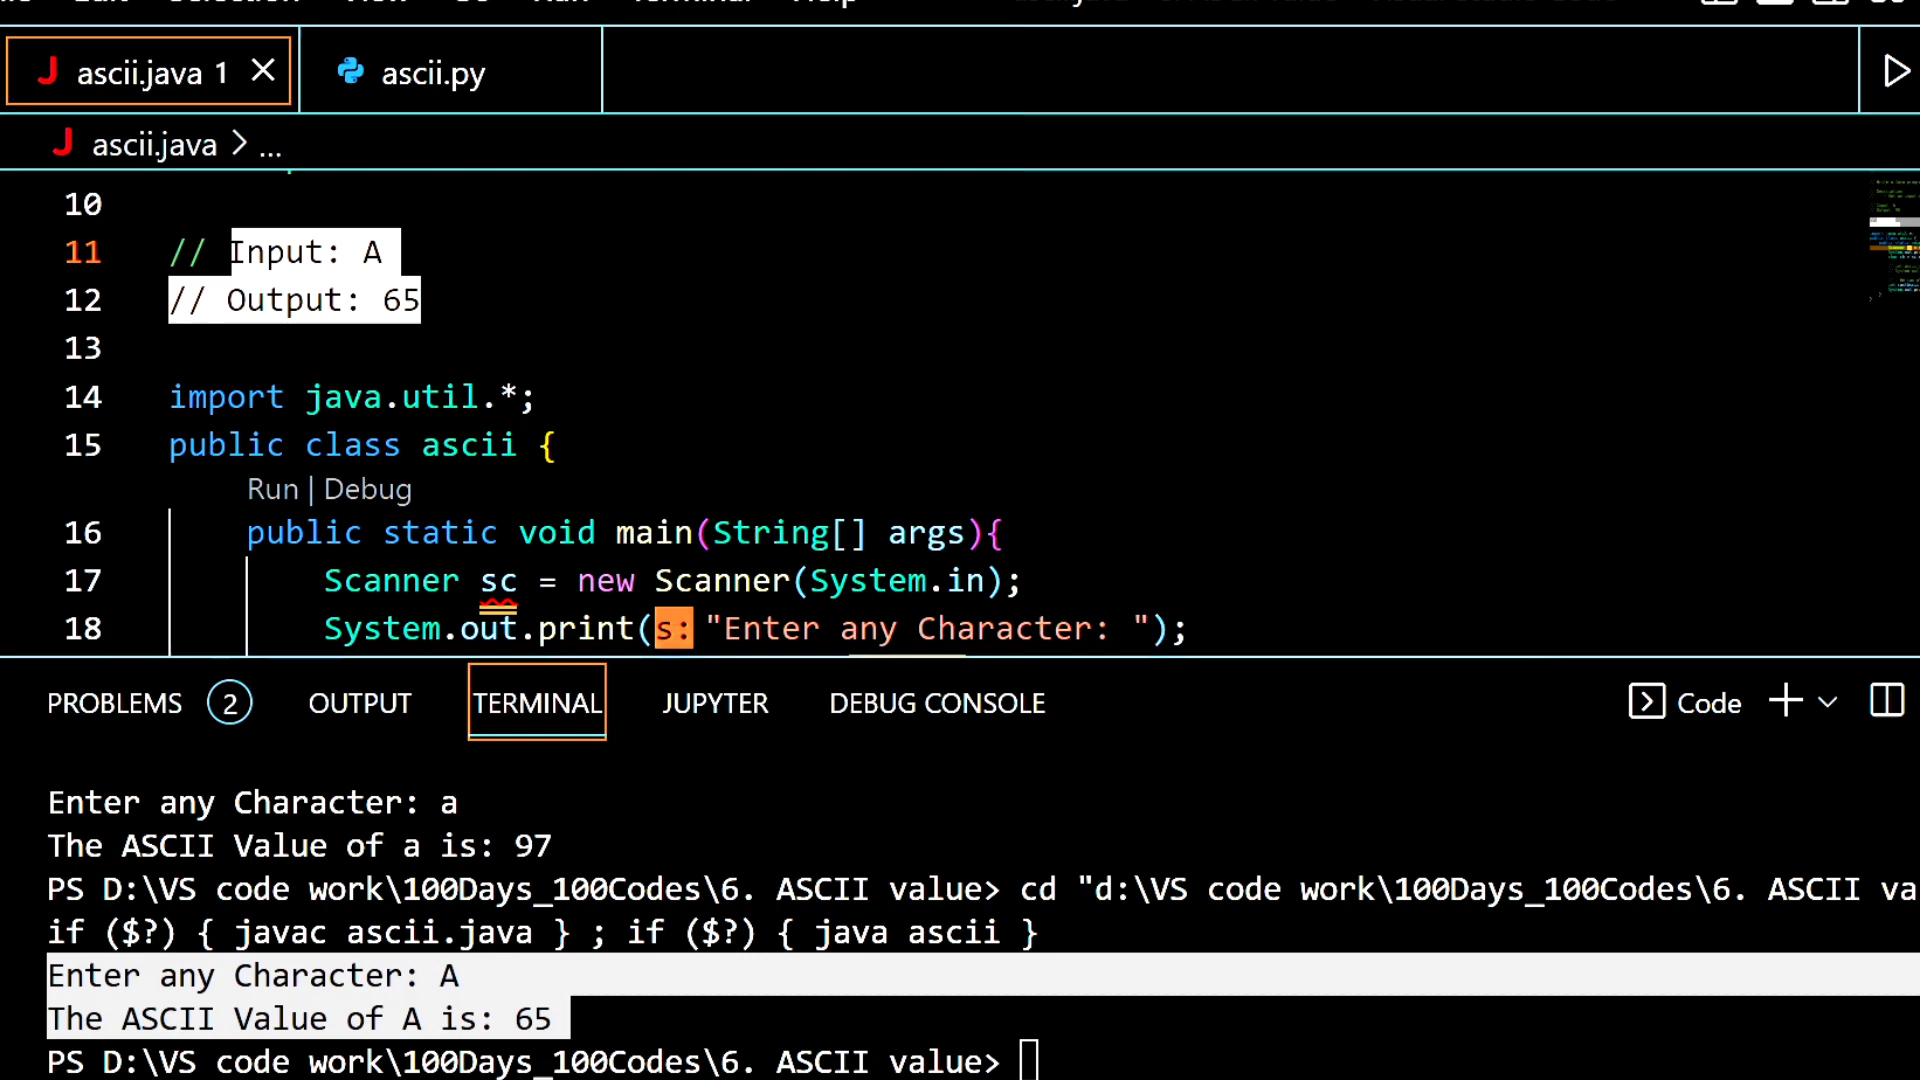 ascii.java 1
ascii.py
ascii.java > ...
10
11 // Input: A
12 // Output: 65
13
14 import java.util.*;
15 public class ascii {
Run | Debug
16 public static void main(String[] args){
17 Scanner sc = new Scanner(System.in);
18 System.out.print(s: "Enter any Character: ");
PROBLEMS 2 OUTPUT TERMINAL JUPYTER DEBUG CONSOLE
Code
Enter any Character: a
The ASCII Value of a is: 97
PS D:\VS code work\100Days_100Codes\6. ASCII value> cd "d:\VS code work\100Days_100Codes\6. ASCII va
if ($?) { javac ascii.java } ; if ($?) { java ascii }
Enter any Character: A
The ASCII Value of A is: 65
PS D:\VS code work\100Days_100Codes\6. ASCII value>